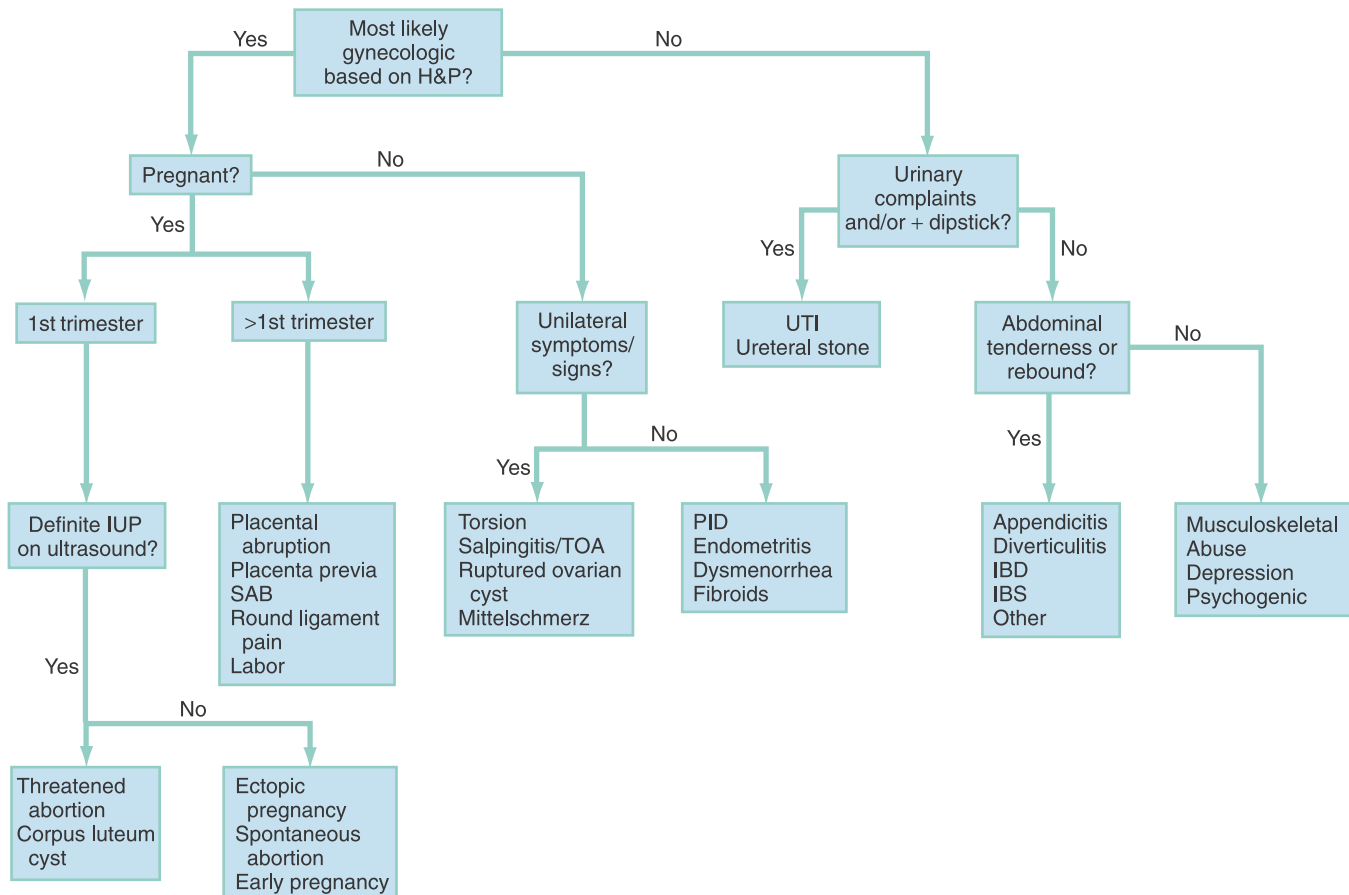 Most likely
gynecologic
based on H&P?
Yes
No
Pregnant?
No
Yes
Urinary
complaints
and/or + dipstick?
Yes
No
1st trimester
>1st trimester
Unilateral
symptoms/
signs?
UTI
Ureteral stone
Abdominal
tenderness or
rebound?
No
Yes
No
Yes
Definite IUP
on ultrasound?
Placental
abruption
Placenta previa
SAB
Round ligament
pain
Labor
Torsion
Salpingitis/TOA
Ruptured ovarian
cyst
Mittelschmerz
PID
Endometritis
Dysmenorrhea
Fibroids
Appendicitis
Diverticulitis
IBD
IBS
Other
Musculoskeletal
Abuse
Depression
Psychogenic
Yes
No
Threatened
abortion
Corpus luteum
cyst
Ectopic
pregnancy
Spontaneous
abortion
Early pregnancy